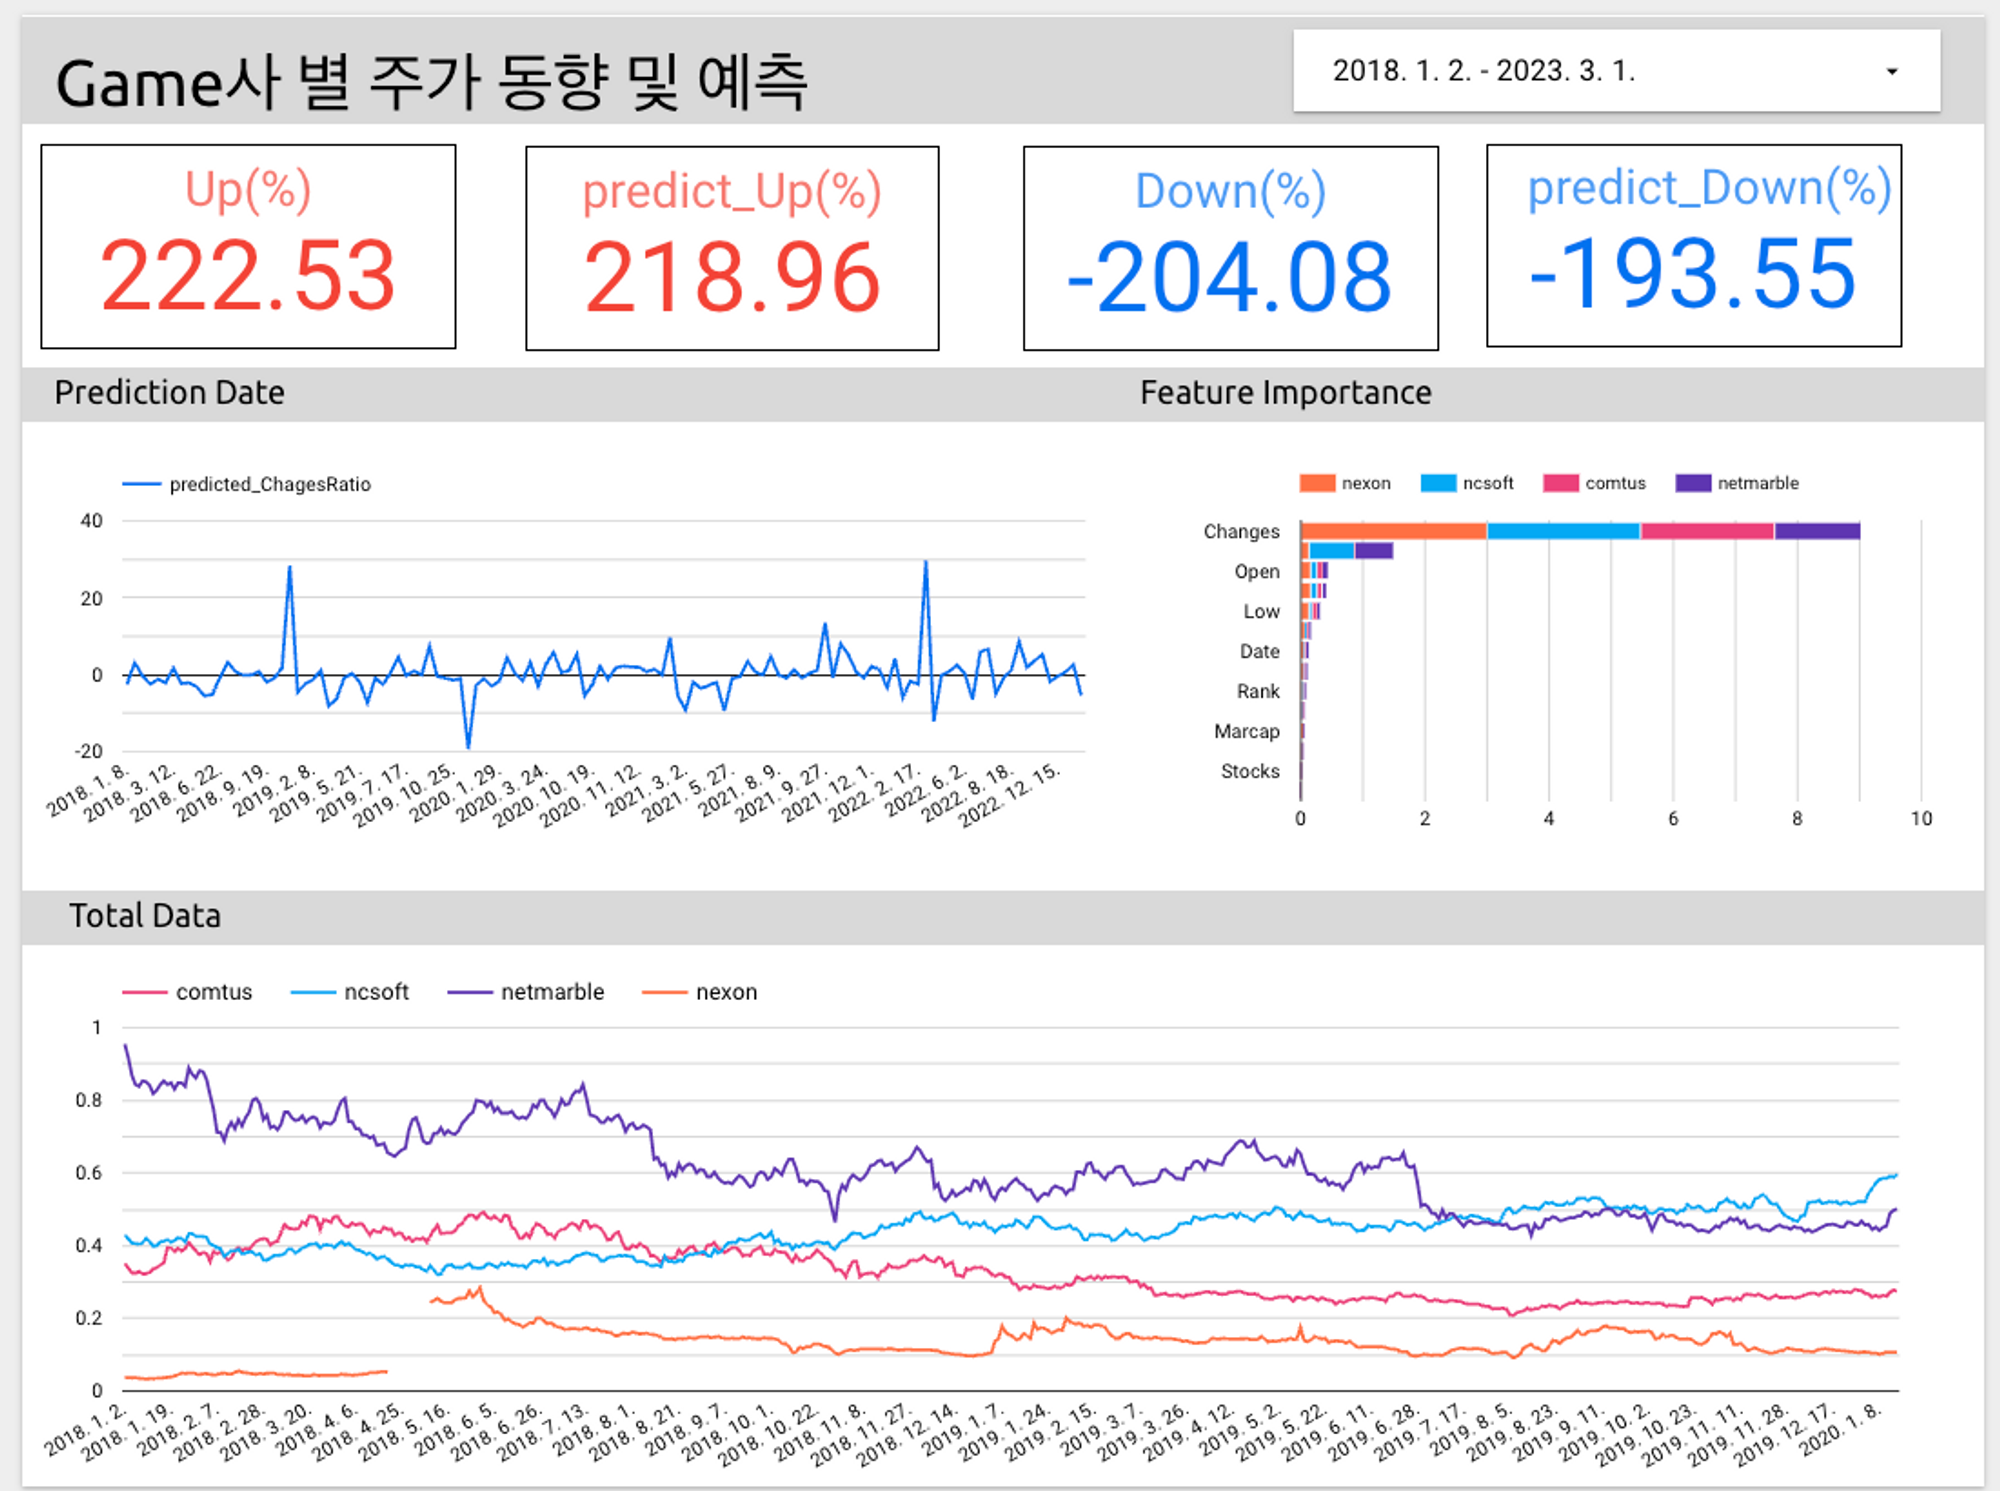 Game사 별 주가 동향 및 예측
2018. 1. 2. - 2023. 3. 1.
Up(%)
222.53
predict_Up(%)
218.96
Down(%)
-204.08
predict_Down(%)
-193.55
Prediction Date
Feature Importance
predicted_ChagesRatio
40
20
0
-20
2018. 1. 8.
2018. 3. 12.
2018. 6. 22.
2018. 9. 19.
2019. 2. 8.
2019. 5. 21.
2019. 7. 17.
2019. 10. 25.
2020. 1. 29.
2020. 3. 24.
2020. 10. 19.
2020. 11. 12.
2021. 3. 2.
2021. 5. 27.
2021. 8. 9.
2021. 9. 27.
2021. 12. 1.
2022. 2. 17.
2022. 6. 2.
2022. 8. 18.
2022. 12. 15.
nexon ncsoft comtus netmarble
Changes
Open
Low
Date
Rank
Marcap
Stocks
0 2 4 6 8 10
Total Data
comtus ncsoft netmarble nexon
1
0.8
0.6
0.4
0.2
0
2018. 1. 2.
2018. 1. 19.
2018. 2. 7.
2018. 2. 28.
2018. 3. 20.
2018. 4. 6.
2018. 4. 25.
2018. 5. 16.
2018. 6. 5.
2018. 6. 26.
2018. 7. 13.
2018. 8. 1.
2018. 8. 21.
2018. 9. 7.
2018. 10. 1.
2018. 10. 22.
2018. 11. 8.
2018. 11. 27.
2018. 12. 14.
2019. 1. 7.
2019. 1. 24.
2019. 2. 15.
2019. 3. 7.
2019. 3. 26.
2019. 4. 12.
2019. 5. 2.
2019. 5. 22.
2019. 6. 11.
2019. 6. 28.
2019. 7. 17.
2019. 8. 5.
2019. 8. 23.
2019. 9. 11.
2019. 10. 2.
2019. 10. 23.
2019. 11. 11.
2019. 11. 28.
2019. 12. 17.
2020. 1. 8.